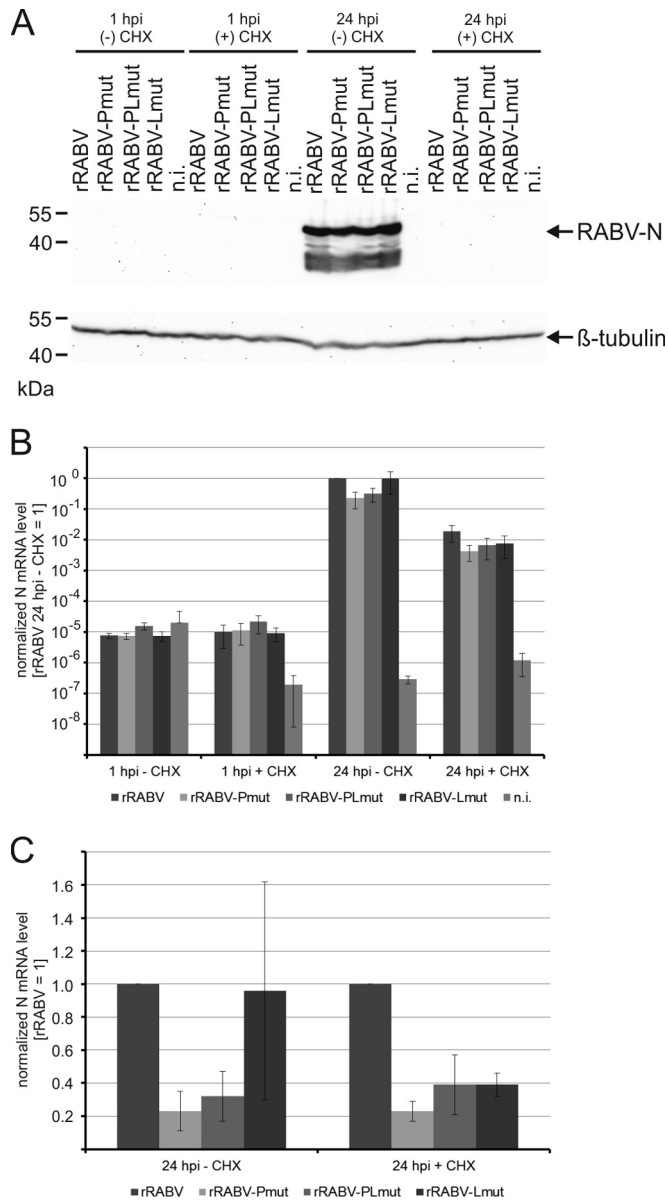 A
1 hpi 1 hpi 24 hpi 24 hpi
(-) CHX (+) CHX (-) CHX (+) CHX
rRABV rRABV-Pmut rRABV-PLmut rRABV-Lmut n.i. rRABV rRABV-Pmut rRABV-PLmut rRABV-Lmut n.i. rRABV rRABV-Pmut rRABV-PLmut rRABV-Lmut n.i. rRABV rRABV-Pmut rRABV-PLmut rRABV-Lmut n.i.
55
40
RABV-N
55
40
ß-tubulin
kDa
B
normalized N mRNA level
[rRABV 24 hpi - CHX = 1]
10 0
10 -1
10 -2
10 -3
10 -4
10 -5
10 -6
10 -7
10 -8
1 hpi - CHX 1 hpi + CHX 24 hpi - CHX 24 hpi + CHX
rRABV rRABV-Pmut rRABV-PLmut rRABV-Lmut n.i.
C
normalized N mRNA level
[rRABV = 1]
1.6
1.4
1.2
1.0
0.8
0.6
0.4
0.2
24 hpi - CHX 24 hpi + CHX
rRABV rRABV-Pmut rRABV-PLmut rRABV-Lmut